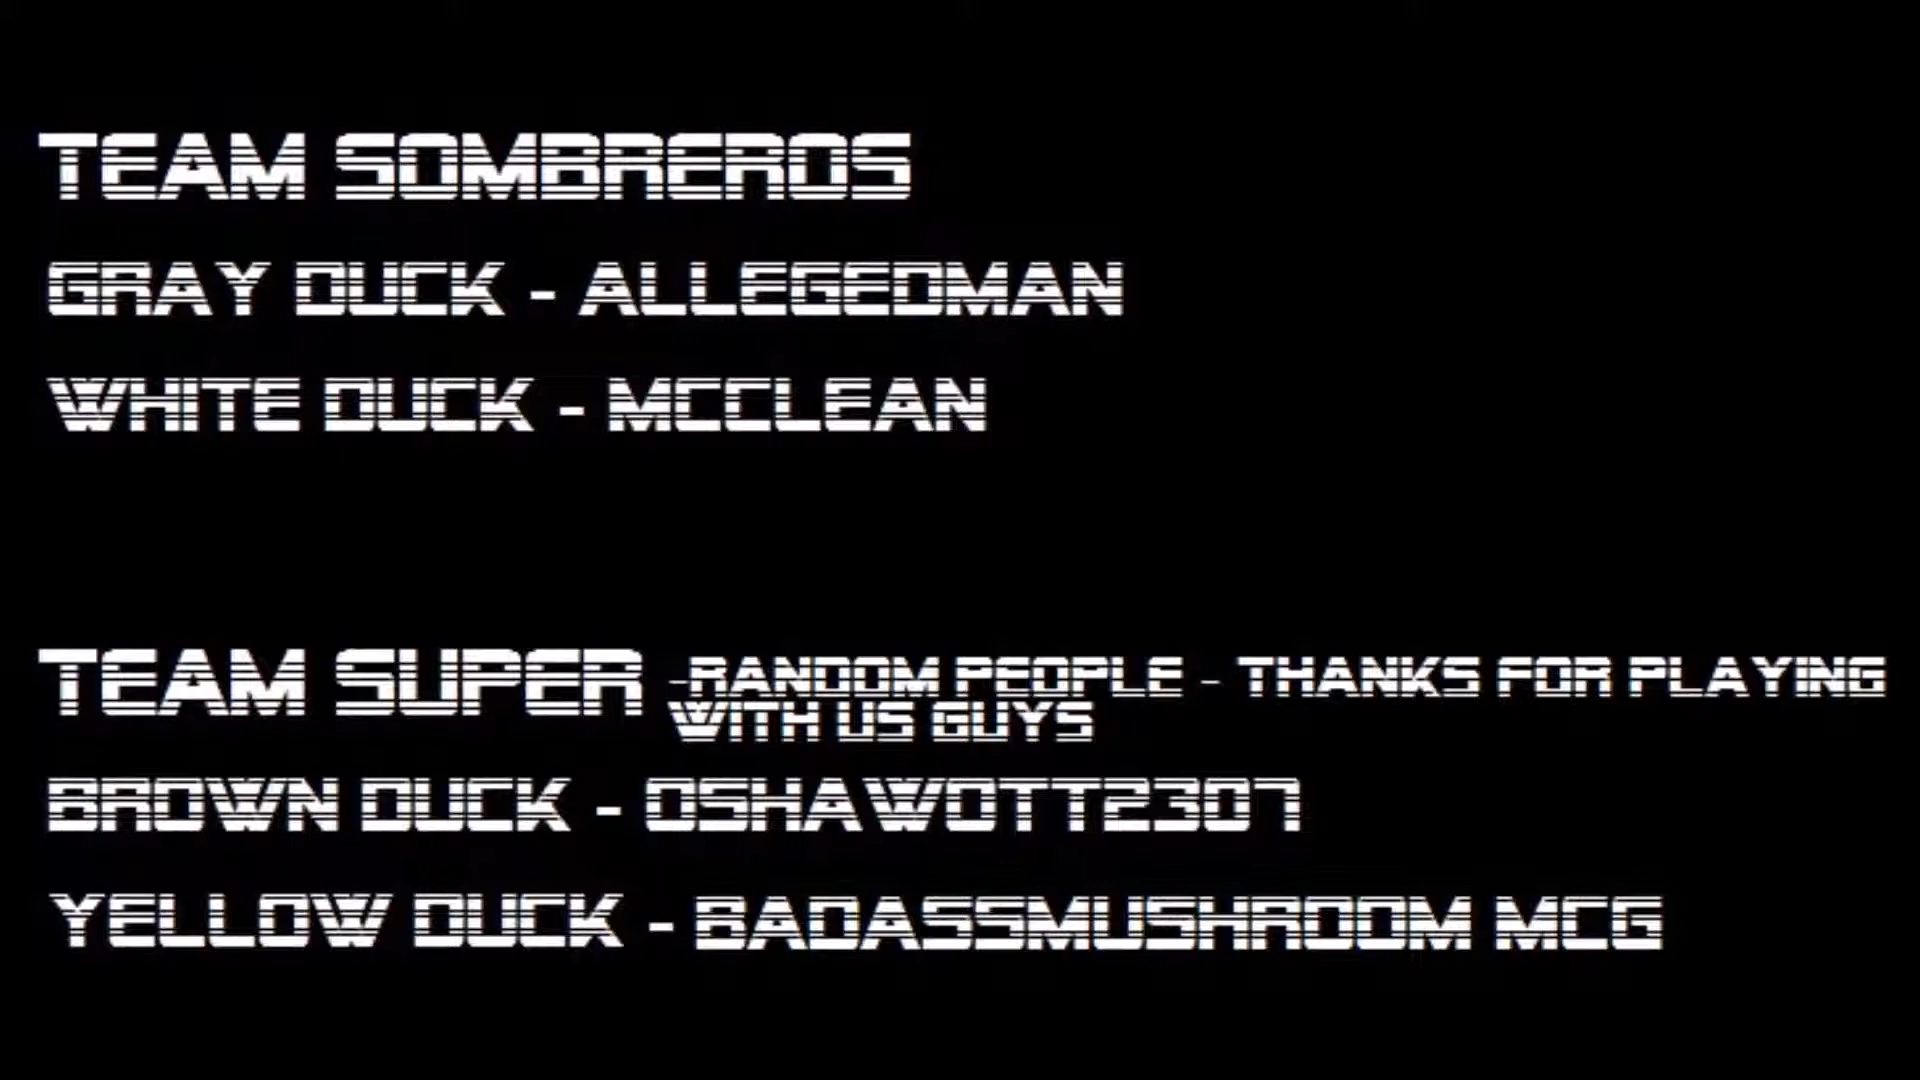 TEAM SOMBREROS
GRAY DUCK - ALLEGEDMAN
WHITE DUCK - MCCLEAN
TEAM SUPER -RANDOM PEOPLE - THANKS FOR PLAYING
WITH US GUYS
BROWN DUCK - OSHAWOTT2307
YELLOW DUCK - BADASSMUSHROOM MCG